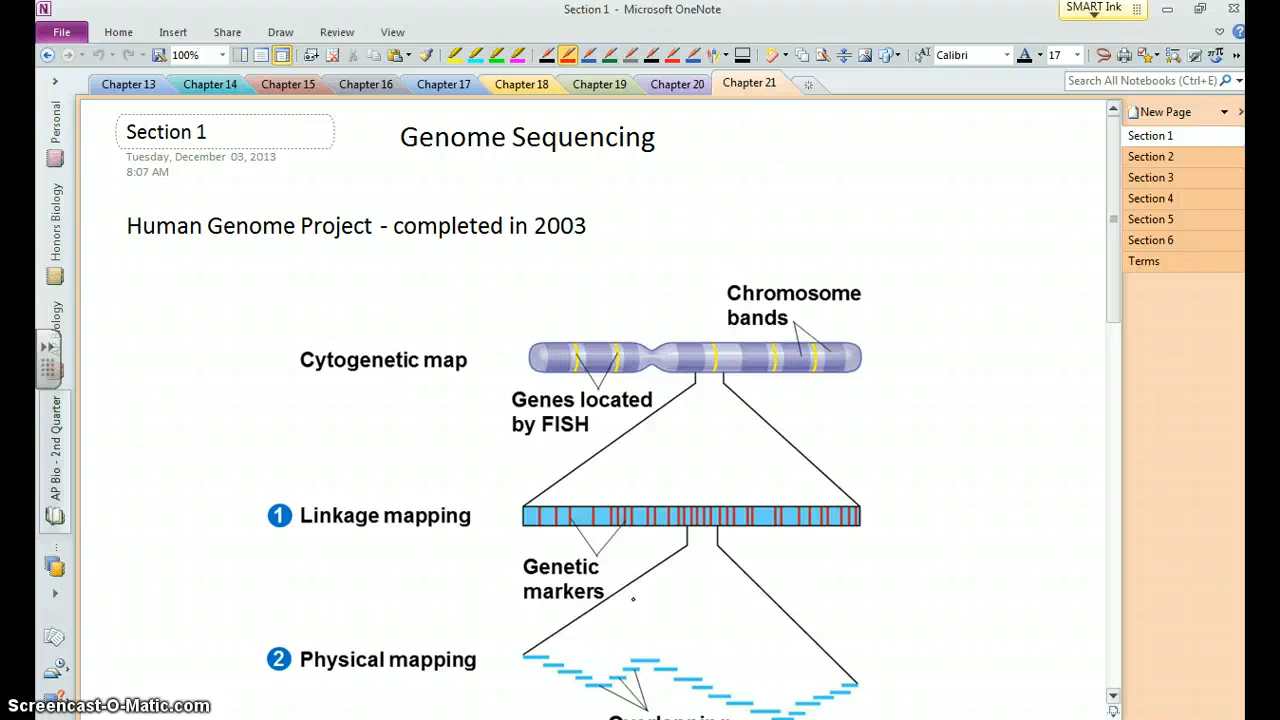 Section 1 - Microsoft OneNote
SMART Ink
File Home Insert Share Draw Review View
100%
Calibri
17
Chapter 13 Chapter 14 Chapter 15 Chapter 16 Chapter 17 Chapter 18 Chapter 19 Chapter 20 Chapter 21
Search All Notebooks (Ctrl+E)
New Page
Section 1
Section 2
Section 3
Section 4
Section 5
Section 6
Terms
Personal
Honors Biology
AP Bio - 2nd Quarter
Section 1
Genome Sequencing
Tuesday, December 03, 2013
8:07 AM
Human Genome Project - completed in 2003
Chromosome
bands
Cytogenetic map
Genes located
by FISH
1 Linkage mapping
Genetic
markers
2 Physical mapping
Overlapping
Screencast-O-Matic.com